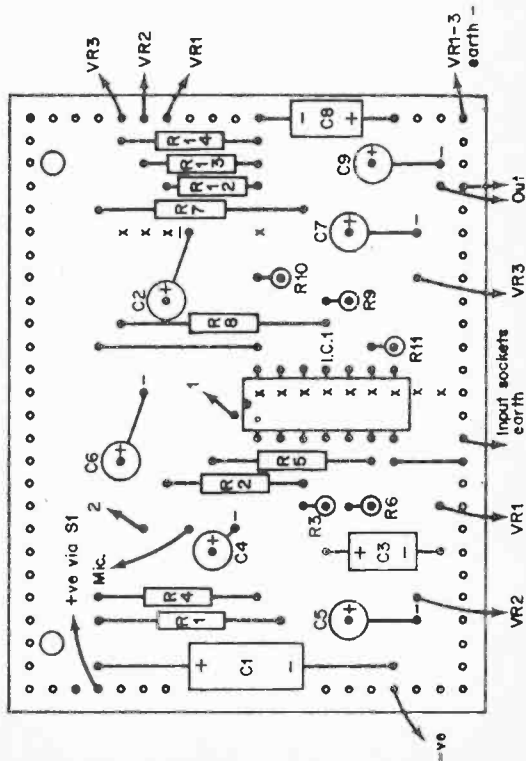 VR3
VR2
VR1
VR1-3
earth -
R14
R13
R12
R7
C8
- +
C9
+ -
C7
+ -
Out
C2
+ -
R10
R9
R8
R11
VR3
I.C.1
1
Input sockets
earth
C6
+ -
R5
R2
2
R3
R6
VR1
+ve via S1
Mic.
C4
+ -
C3
+ -
R4
R1
C5
+ -
VR2
C1
+ -
-ve